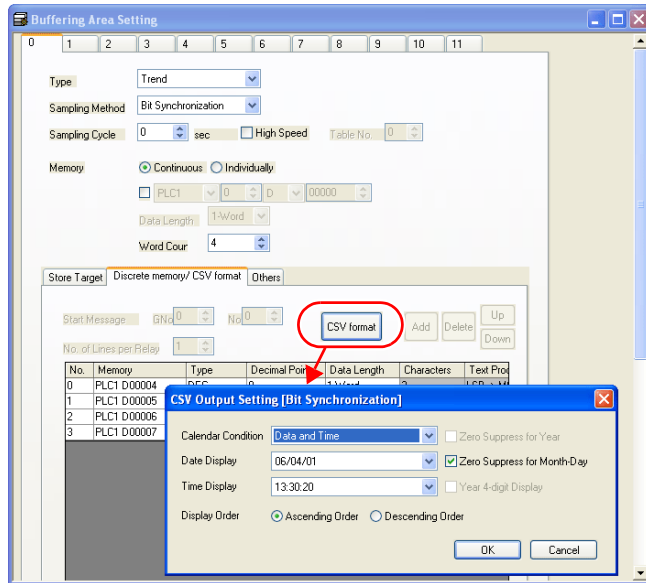 Buffering Area Setting
0 1 2 3 4 5 6 7 8 9 10 11
Type Trend
Sampling Method Bit Synchronization
Sampling Cycle 0 sec High Speed Table No. 0
Memory Continuous Individually
PLC1 0 D 00000
Data Length 1-Word
Word Cour 4
Store Target Discrete memory/ CSV format Others
Start Message GNo 0 No 0 CSV format Add Delete Up
Down
No. of Lines per Relay 1
No. Memory Type Decimal Point Data Length Characters Text Proc
0 PLC1 D00004
1 PLC1 D00005
2 PLC1 D00006
3 PLC1 D00007
CSV Output Setting [Bit Synchronization]
Calendar Condition Data and Time Zero Suppress for Year
Date Display 06/04/01 Zero Suppress for Month-Day
Time Display 13:30:20 Year 4-digit Display
Display Order Ascending Order Descending Order
OK Cancel